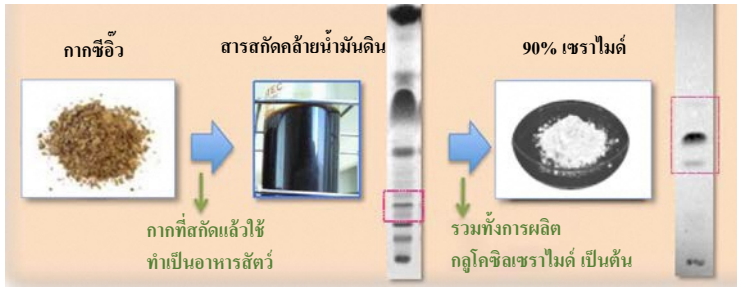 กากซีอิ๊ว
สารสกัดคล้ายน้ำมันดิน
90% เซราไมด์
กากที่สกัดแล้วใช้
ทำเป็นอาหารสัตว์
รวมทั้งการผลิต
กลูโคซิลเซราไมด์ เป็นต้น